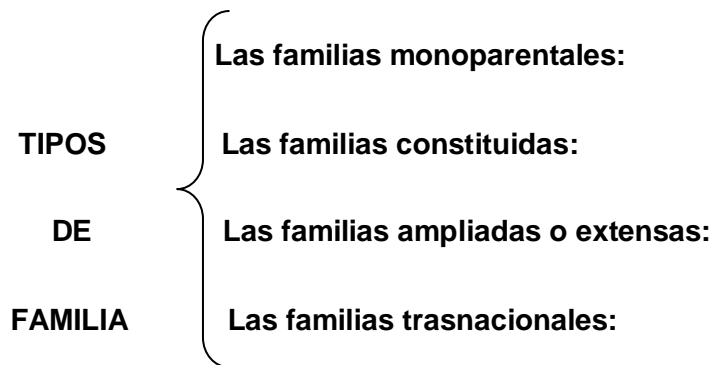 Las familias monoparentales:
TIPOS
Las familias constituidas:
DE
Las familias ampliadas o extensas:
FAMILIA
Las familias trasnacionales: